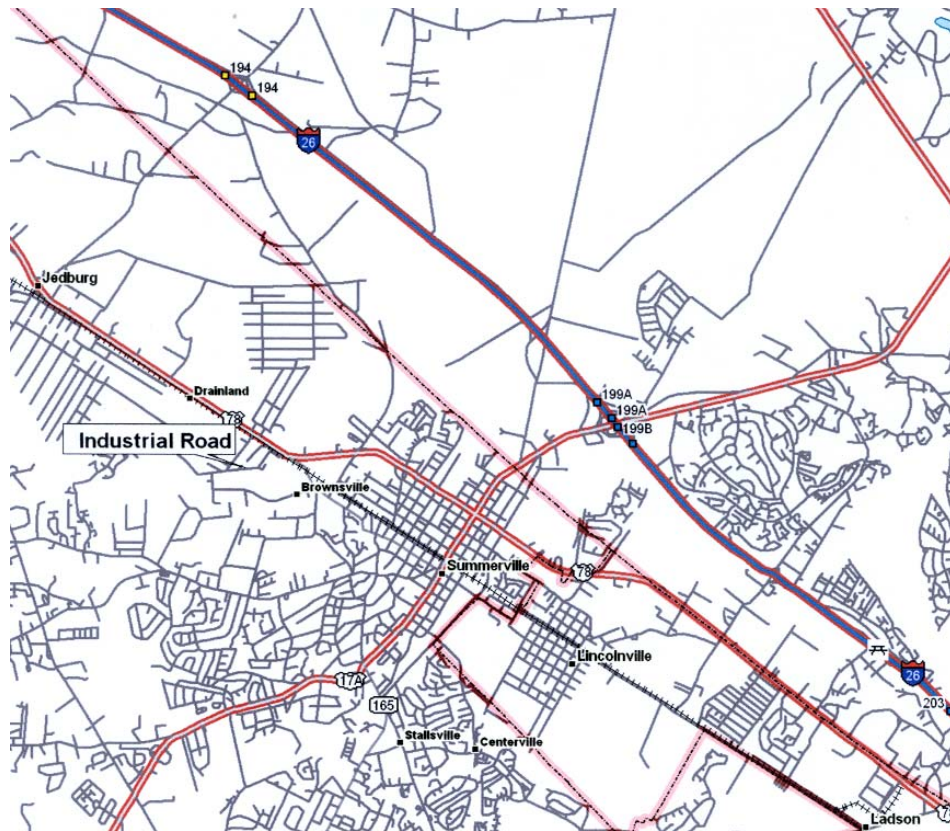 194
194
26
Jedburg
Drainland
199A
178
199A
Industrial Road
199B
Brownsville
Summerville
178
Lincolnville
17A
26
165
203
Stallsville
Centerville
Ladson